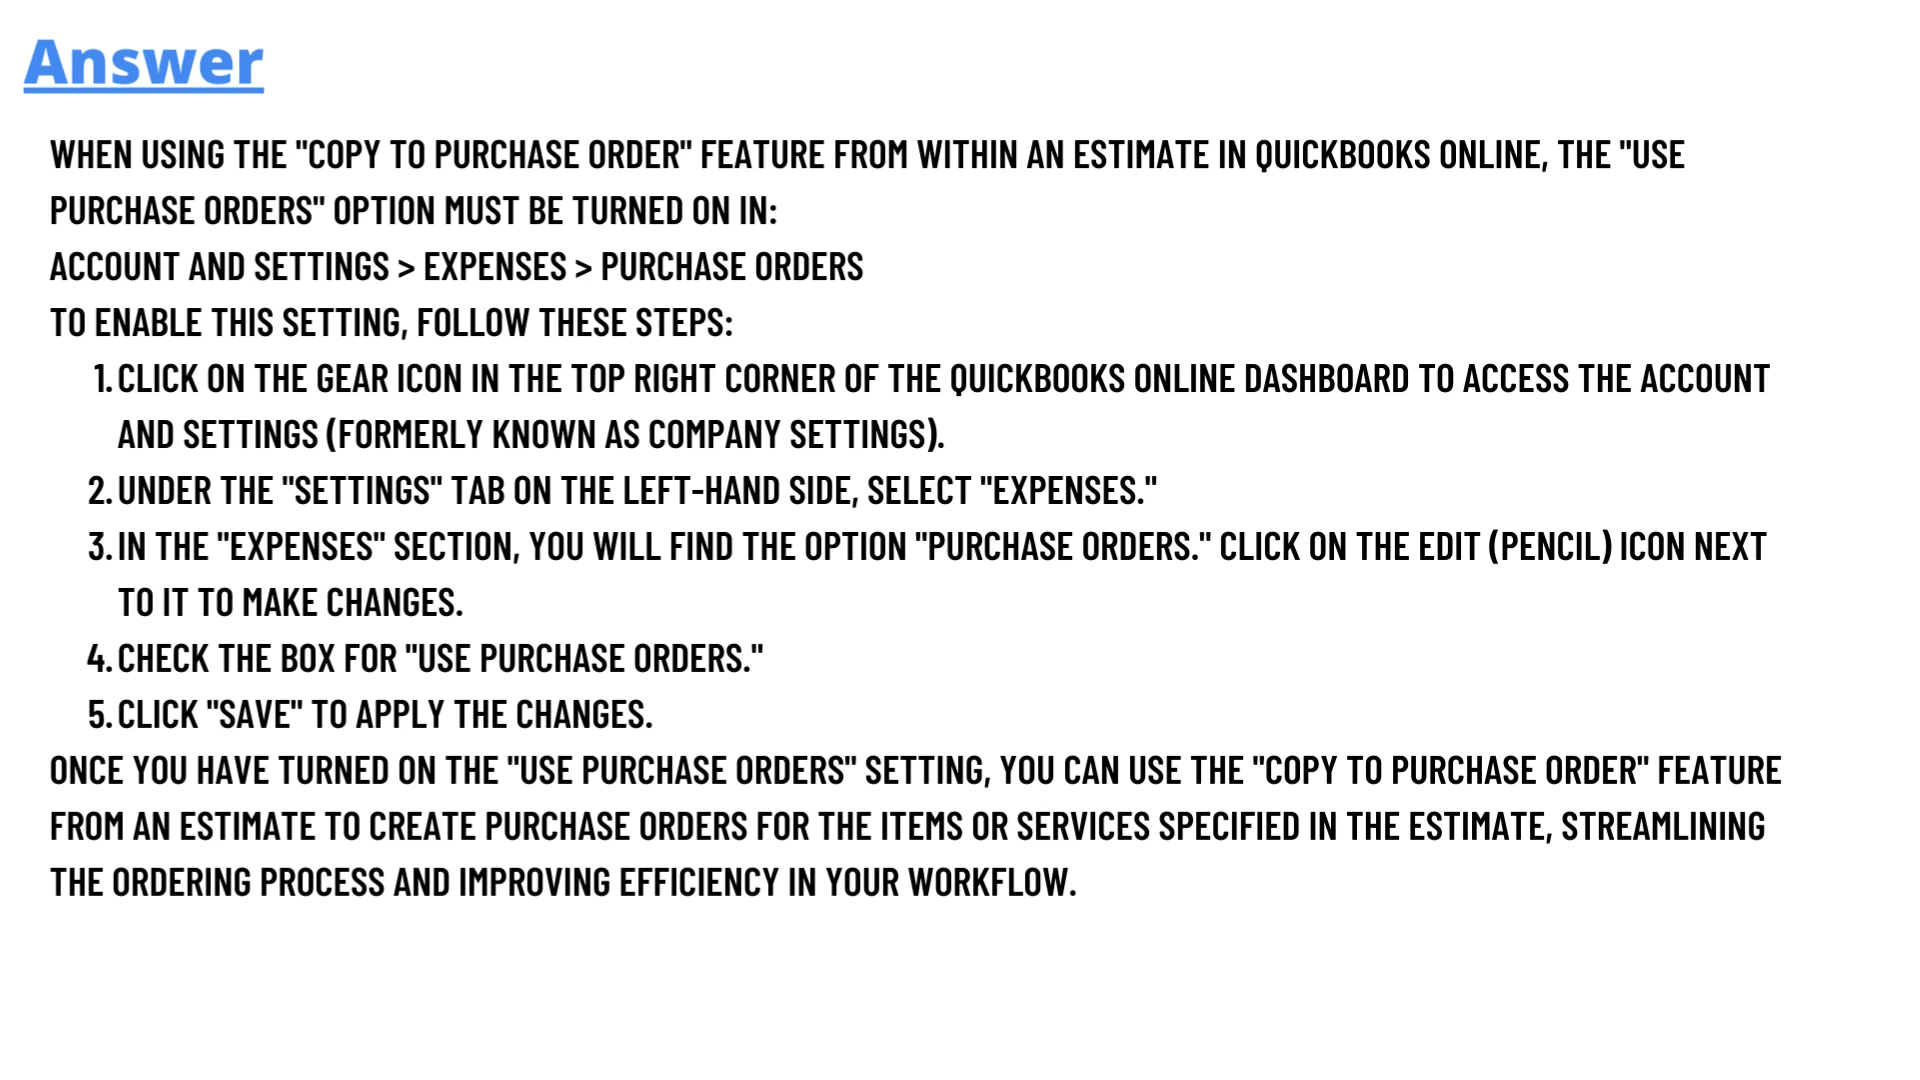 Answer
WHEN USING THE "COPY TO PURCHASE ORDER" FEATURE FROM WITHIN AN ESTIMATE IN QUICKBOOKS ONLINE, THE "USE
PURCHASE ORDERS" OPTION MUST BE TURNED ON IN:
ACCOUNT AND SETTINGS > EXPENSES > PURCHASE ORDERS
TO ENABLE THIS SETTING, FOLLOW THESE STEPS:
1. CLICK ON THE GEAR ICON IN THE TOP RIGHT CORNER OF THE QUICKBOOKS ONLINE DASHBOARD TO ACCESS THE ACCOUNT
AND SETTINGS (FORMERLY KNOWN AS COMPANY SETTINGS).
2. UNDER THE "SETTINGS" TAB ON THE LEFT-HAND SIDE, SELECT "EXPENSES."
3. IN THE "EXPENSES" SECTION, YOU WILL FIND THE OPTION "PURCHASE ORDERS." CLICK ON THE EDIT (PENCIL) ICON NEXT
TO IT TO MAKE CHANGES.
4. CHECK THE BOX FOR "USE PURCHASE ORDERS."
5. CLICK "SAVE" TO APPLY THE CHANGES.
ONCE YOU HAVE TURNED ON THE "USE PURCHASE ORDERS" SETTING, YOU CAN USE THE "COPY TO PURCHASE ORDER" FEATURE
FROM AN ESTIMATE TO CREATE PURCHASE ORDERS FOR THE ITEMS OR SERVICES SPECIFIED IN THE ESTIMATE, STREAMLINING
THE ORDERING PROCESS AND IMPROVING EFFICIENCY IN YOUR WORKFLOW.